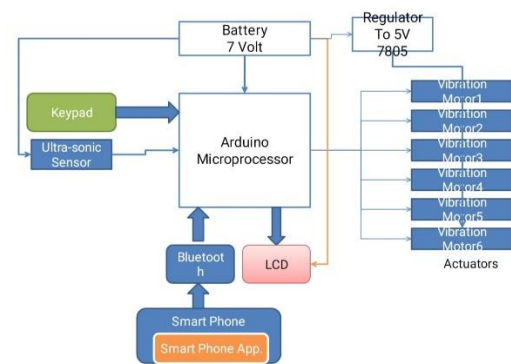 Battery
7 Volt
Regulator
To 5V
7805
Keypad
Ultra-sonic
Sensor
Arduino
Microprocessor
Vibration
Motor1
Vibration
Motor2
Vibration
Motor3
Vibration
Motor4
Vibration
Motor5
Vibration
Motor6
Actuators
Bluetoot
h
LCD
Smart Phone
Smart Phone App.